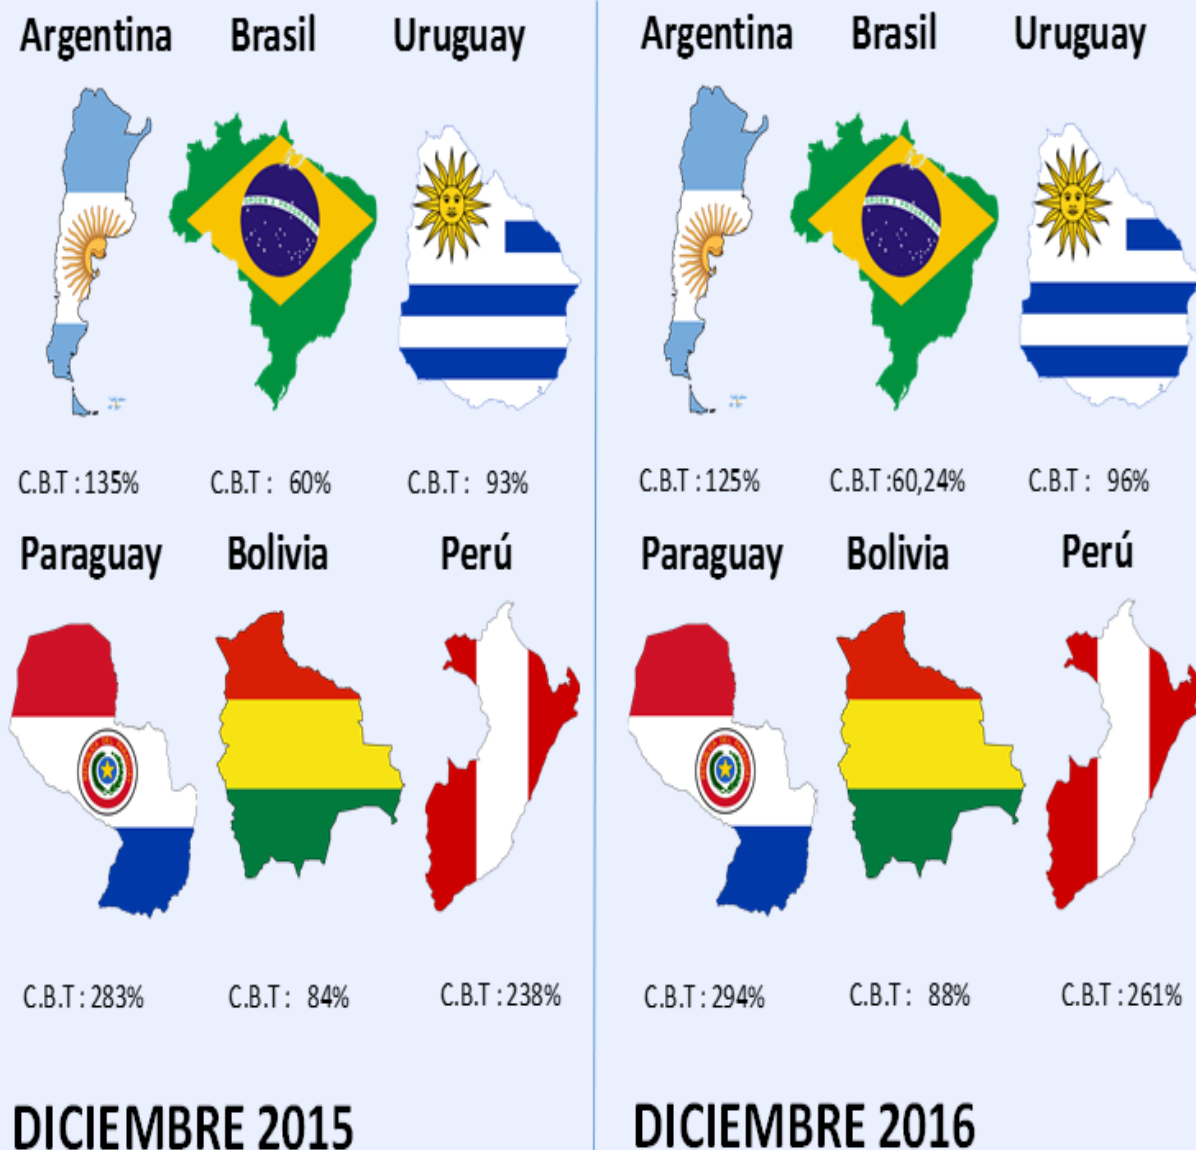 Argentina Brasil Uruguay
C.B.T : 135% C.B.T : 60% C.B.T : 93%
Paraguay Bolivia Perú
C.B.T : 283% C.B.T : 84% C.B.T : 238%
DICIEMBRE 2015
Argentina Brasil Uruguay
C.B.T : 125% C.B.T :60,24% C.B.T : 96%
Paraguay Bolivia Perú
C.B.T : 294% C.B.T : 88% C.B.T : 261%
DICIEMBRE 2016